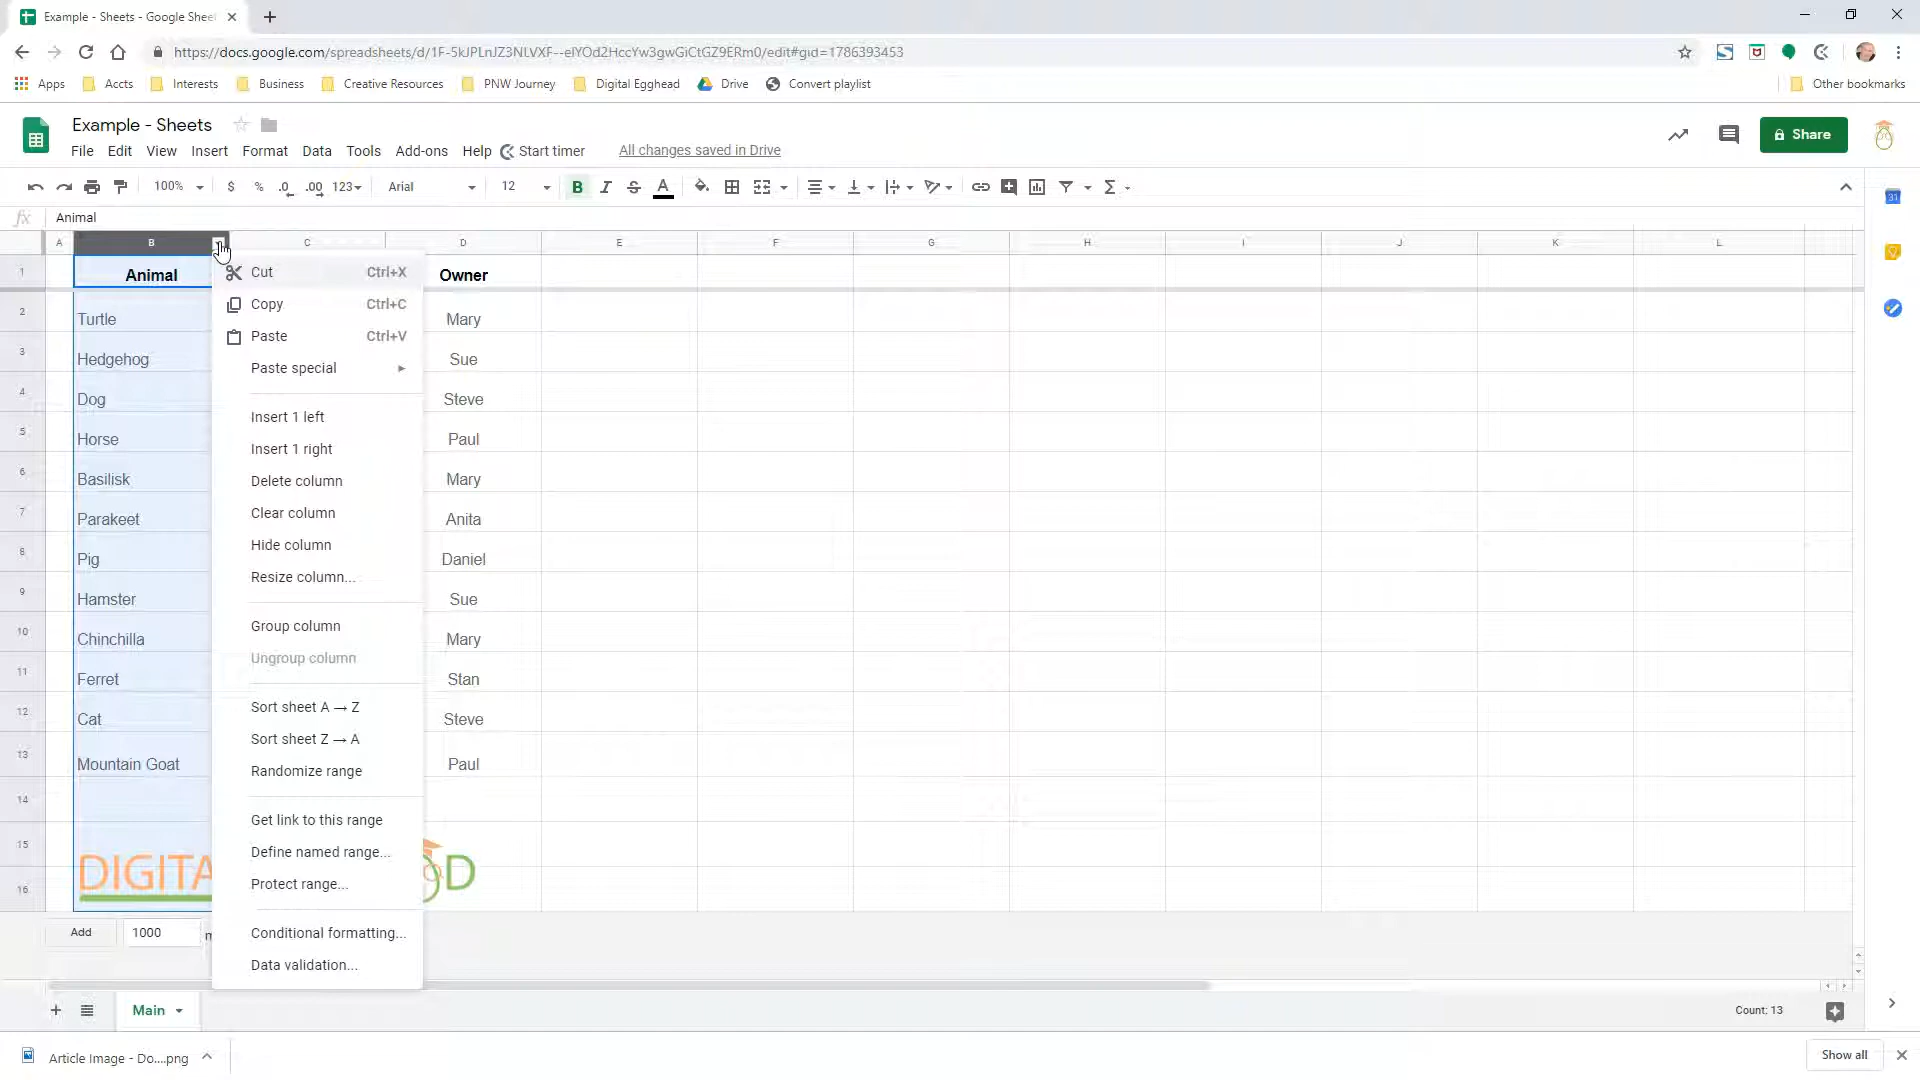 Example - Sheets - Google Sheet
https://docs.google.com/spreadsheets/d/1F-5kJPLnJZ3NLVXF--elYOd2HccYw3gwGiCtGZ9ERm0/edit#gid=1786393453
Apps Accts Interests Business Creative Resources PNW Journey Digital Egghead Drive Convert playlist Other bookmarks
Example - Sheets
Share
File Edit View Insert Format Data Tools Add-ons Help Start timer All changes saved in Drive
100% $ % .0 .00 123 Arial 12 B I S A Σ
31
fx Animal
A B C D E F G H I J K L
1 Animal Owner
2 Turtle Mary
3 Hedgehog Sue
4 Dog Steve
5 Horse Paul
6 Basilisk Mary
7 Parakeet Anita
8 Pig Daniel
9 Hamster Sue
10 Chinchilla Mary
11 Ferret Stan
12 Cat Steve
13 Mountain Goat Paul
14
15
DIGITA D
16
Cut Ctrl+X
Copy Ctrl+C
Paste Ctrl+V
Paste special
Insert 1 left
Insert 1 right
Delete column
Clear column
Hide column
Resize column...
Group column
Ungroup column
Sort sheet A → Z
Sort sheet Z → A
Randomize range
Get link to this range
Define named range...
Protect range...
Conditional formatting...
Data validation...
Add 1000 m
Main
Count: 13
Article Image - Do....png
Show all